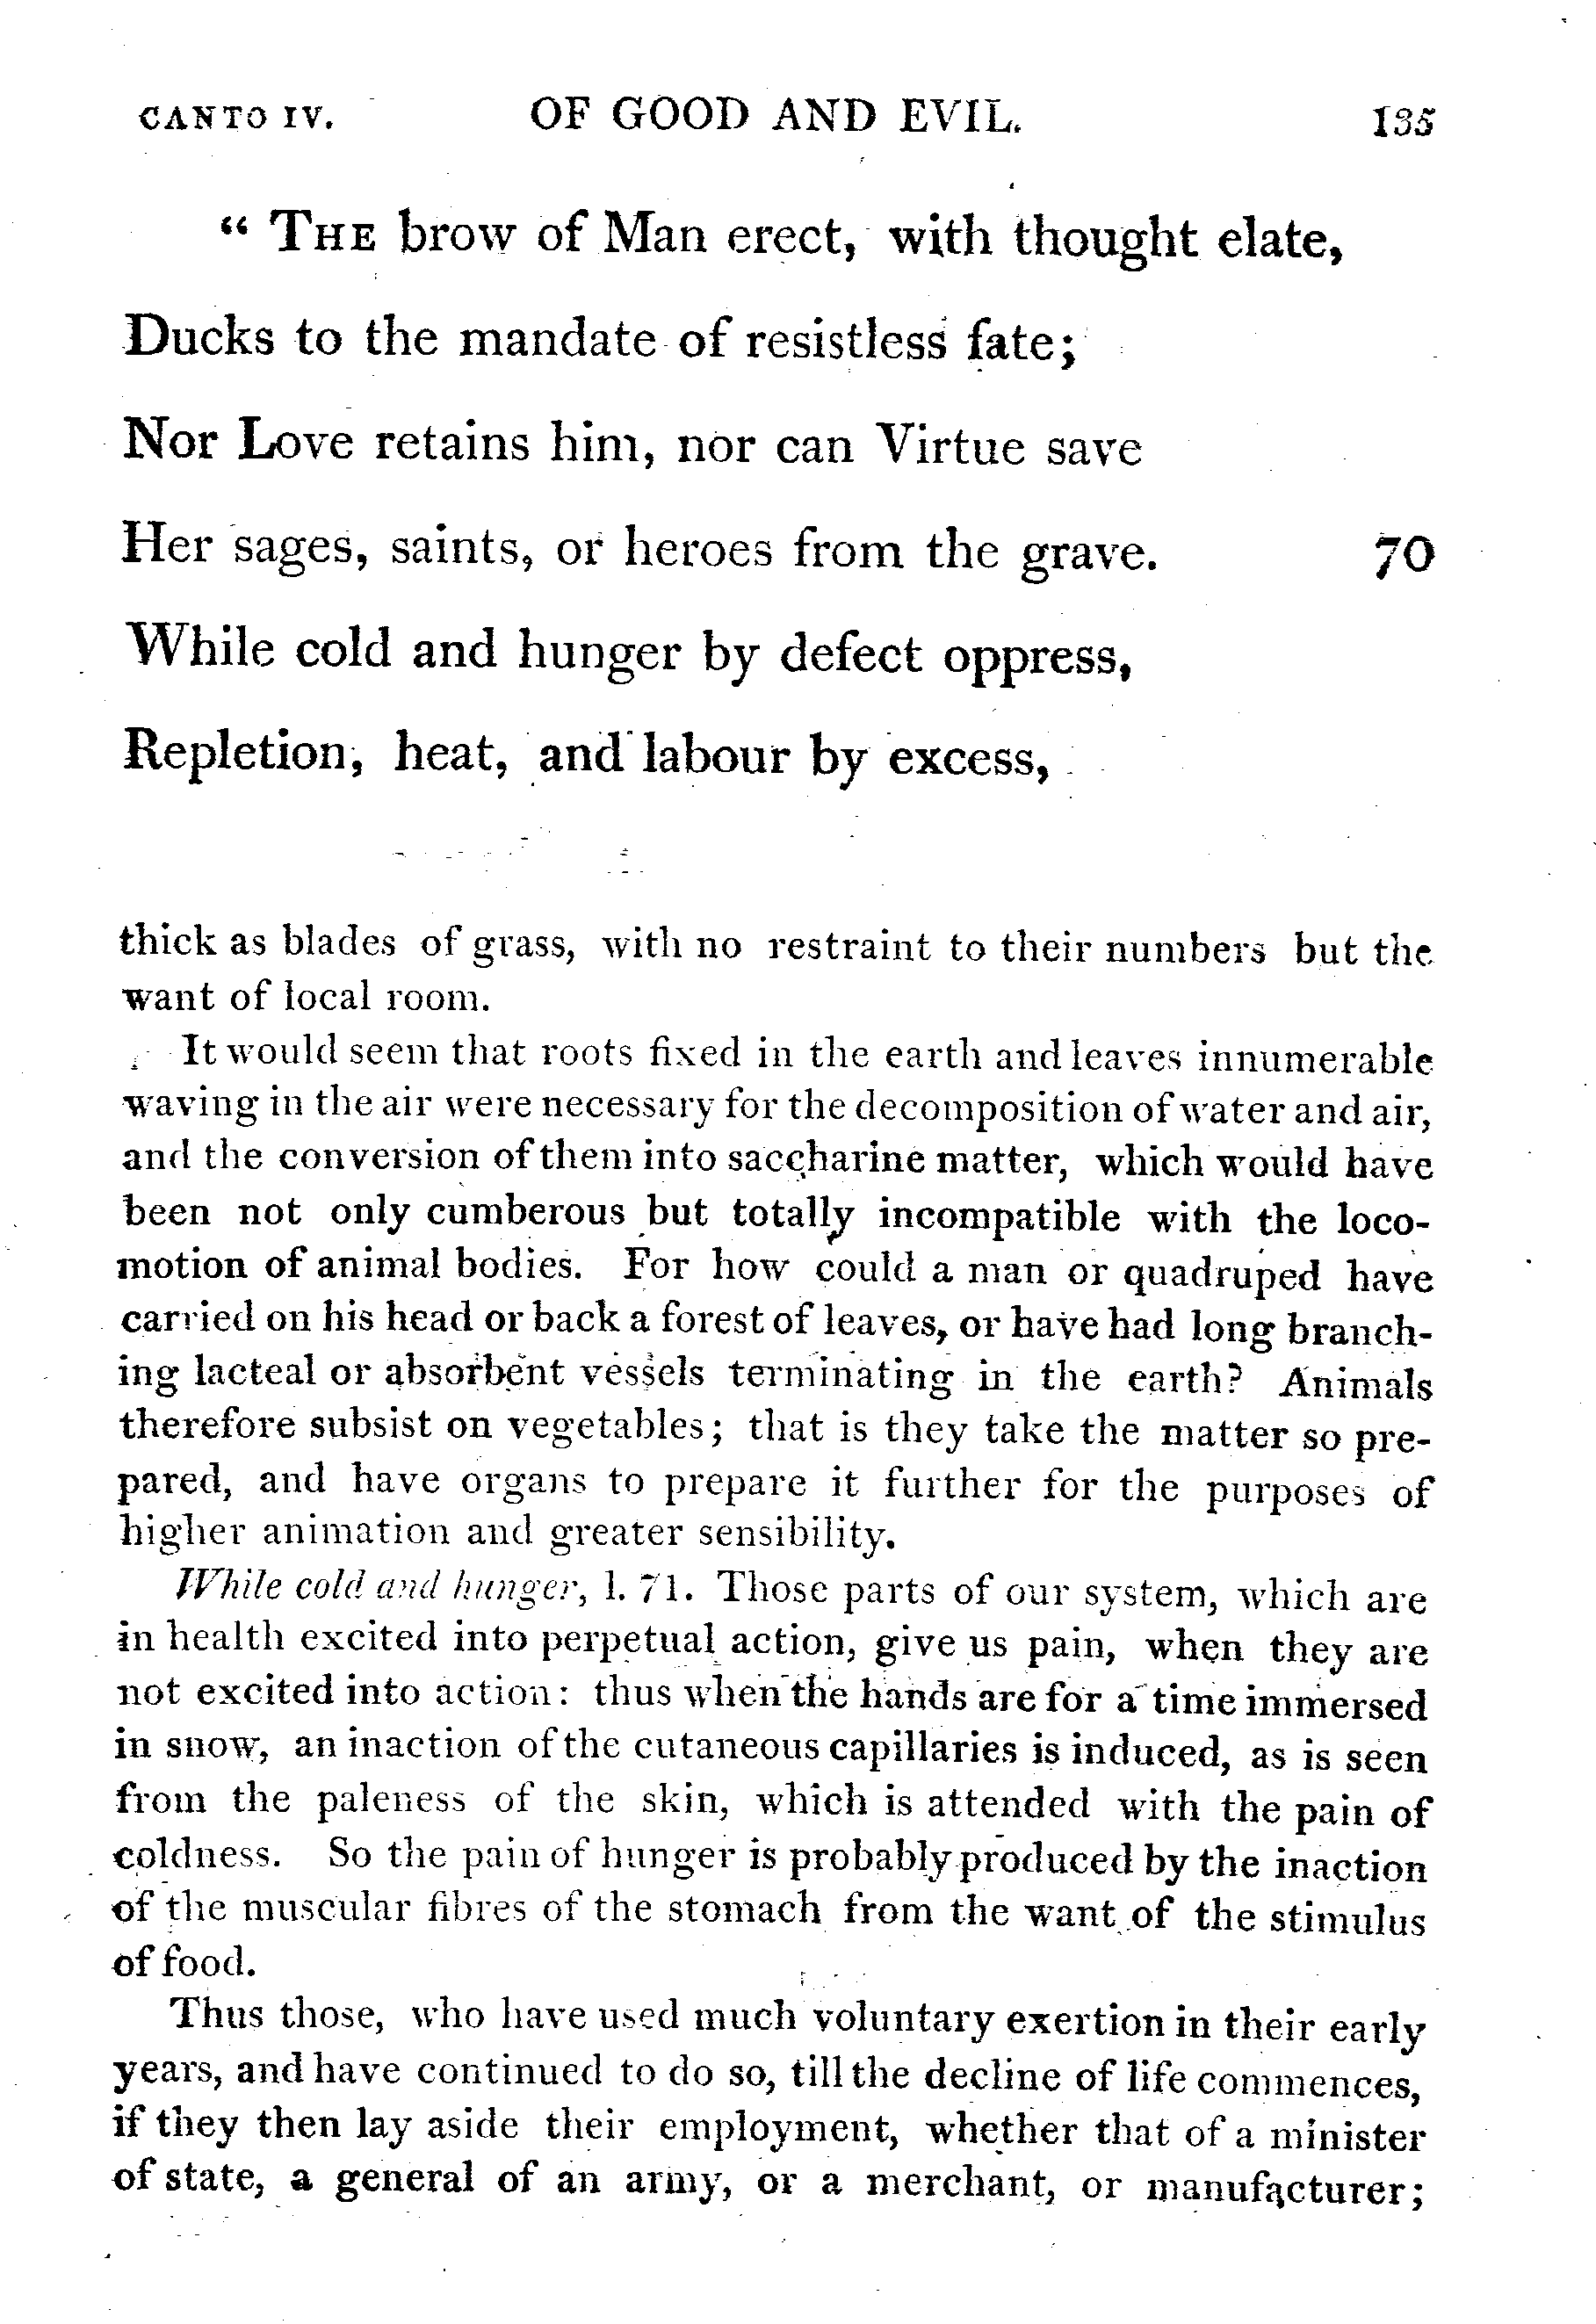 CANTO IV. OF GOOD AND EVIL. 135
“ THE brow of Man erect, with thought elate,
Ducks to the mandate of resistless fate;
Nor Love retains him, nor can Virtue save
Her sages, saints, or heroes from the grave. 70
While cold and hunger by defect oppress,
Repletion, heat, and labour by excess,
thick as blades of grass, with no restraint to their numbers but the
want of local room.
It would seem that roots fixed in the earth and leaves innumerable
waving in the air were necessary for the decomposition of water and air,
and the conversion of them into saccharine matter, which would have
been not only cumberous but totally incompatible with the loco-
motion of animal bodies. For how could a man or quadruped have
carried on his head or back a forest of leaves, or have had long branch-
ing lacteal or absorbent vessels terminating in the earth? Animals
therefore subsist on vegetables; that is they take the matter so pre-
pared, and have organs to prepare it further for the purposes of
higher animation and greater sensibility.
While cold and hunger, l. 71. Those parts of our system, which are
in health excited into perpetual action, give us pain, when they are
not excited into action: thus when the hands are for a time immersed
in snow, an inaction of the cutaneous capillaries is induced, as is seen
from the paleness of the skin, which is attended with the pain of
coldness. So the pain of hunger is probably produced by the inaction
of the muscular fibres of the stomach from the want of the stimulus
of food.
Thus those, who have used much voluntary exertion in their early
years, and have continued to do so, till the decline of life commences,
if they then lay aside their employment, whether that of a minister
of state, a general of an army, or a merchant, or manufacturer;